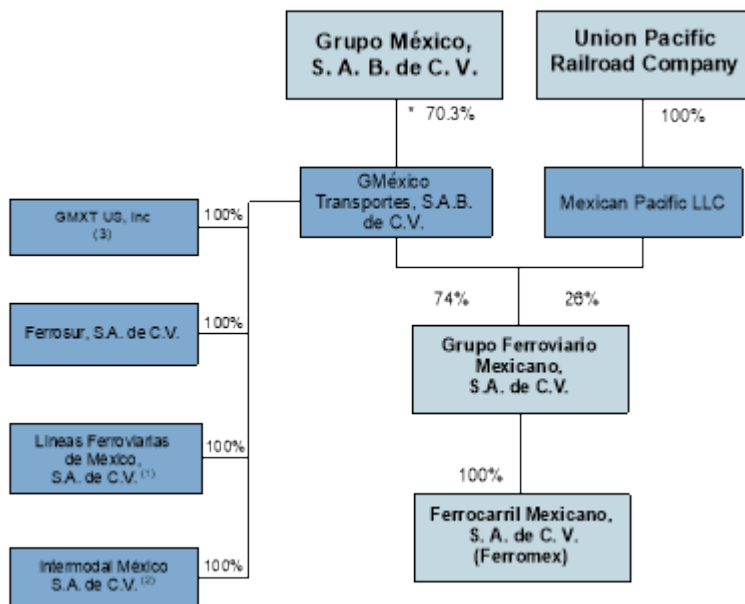 Grupo México,
S. A. B. de C. V.
Union Pacific
Railroad Company
* 70.3%
100%
GMéxico
Transportes, S.A.B.
de C.V.
Mexican Pacific LLC
GMXT US, Inc
(3)
100%
Ferrosur, S.A. de C.V.
100%
Líneas Ferroviarias
de México,
S.A. de C.V. (1)
100%
Intermodal México
S.A. de C.V. (2)
100%
74%
26%
Grupo Ferroviario
Mexicano,
S.A. de C.V.
100%
Ferrocarril Mexicano,
S. A. de C. V.
(Ferromex)